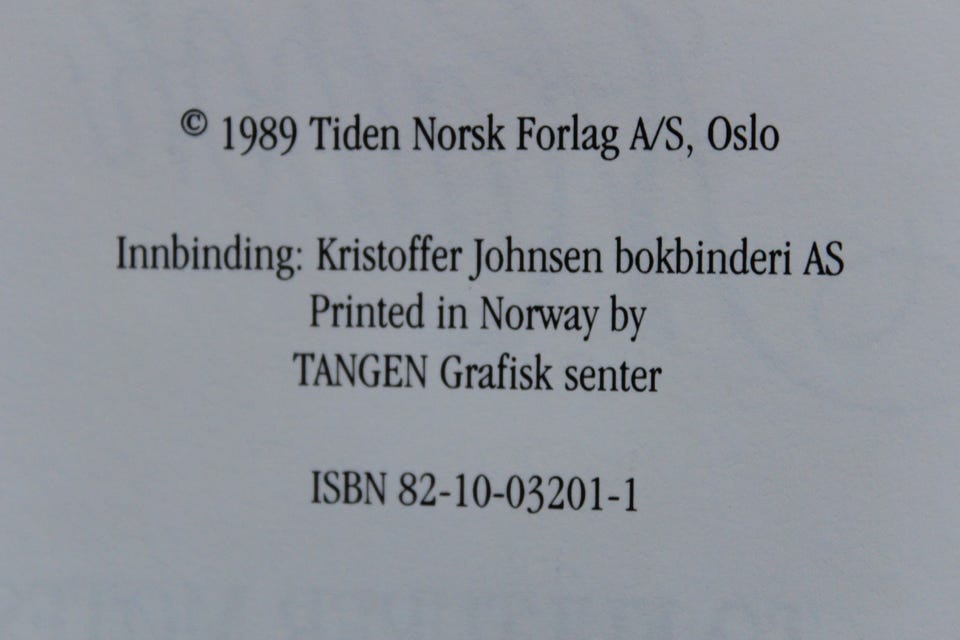 © 1989 Tiden Norsk Forlag A/S, Oslo
Innbinding: Kristoffer Johnsen bokbinderi AS
Printed in Norway by
TANGEN Grafisk senter
ISBN 82-10-03201-1